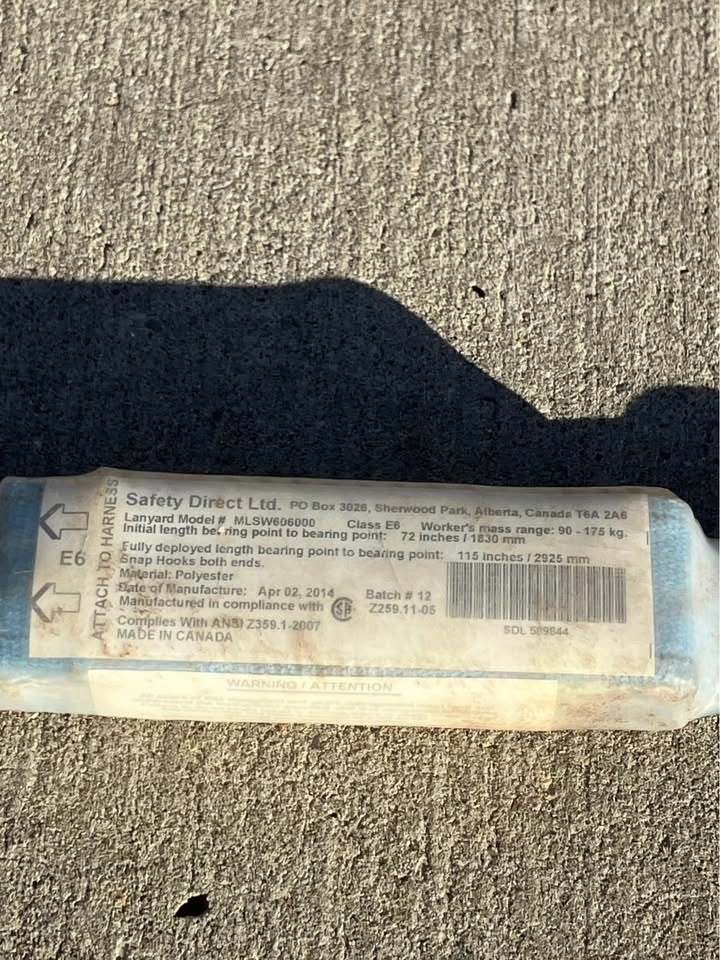 Safety Direct Ltd. PO Box 3026, Sherwood Park, Alberta, Canada T6A 2A6
Lanyard Model # MLSW606000 Class E6 Worker's mass range: 90 - 175 kg.
Initial length bearing point to bearing point: 72 inches / 1830 mm
Fully deployed length bearing point to bearing point: 115 inches / 2925 mm
Snap Hooks both ends.
Material: Polyester
Date of Manufacture: Apr 02, 2014 Batch # 12
Manufactured in compliance with SA Z259.11-05
Complies With ANSI Z359.1-2007
MADE IN CANADA
SDL 589844
E6
ATTACH TO HARNESS
WARNING / ATTENTION